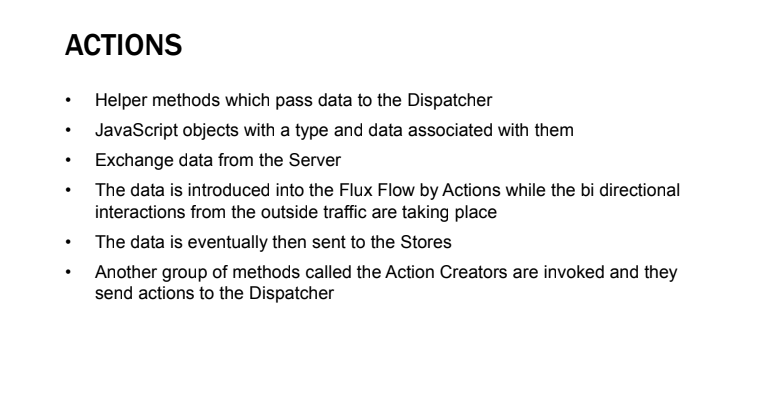 ACTIONS
• Helper methods which pass data to the Dispatcher
• JavaScript objects with a type and data associated with them
• Exchange data from the Server
• The data is introduced into the Flux Flow by Actions while the bi directional
interactions from the outside traffic are taking place
• The data is eventually then sent to the Stores
• Another group of methods called the Action Creators are invoked and they
send actions to the Dispatcher